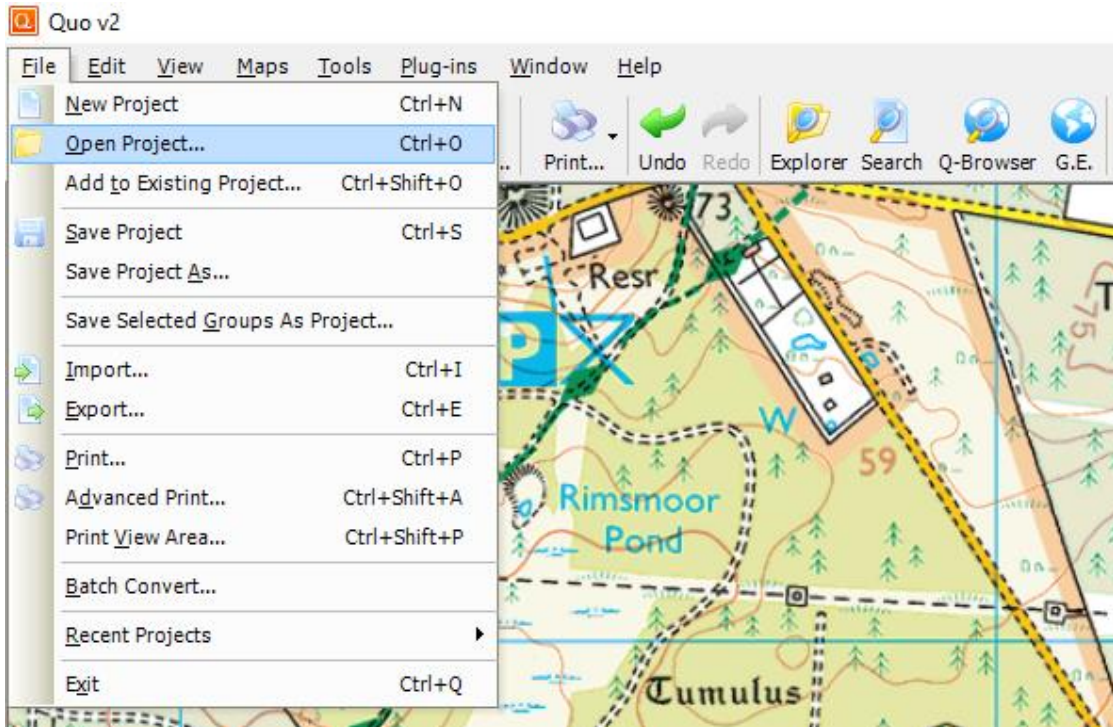 Quo v2
File Edit View Maps Tools Plug-ins Window Help
New Project Ctrl+N
Open Project... Ctrl+O
Add to Existing Project... Ctrl+Shift+O
Save Project Ctrl+S
Save Project As...
Save Selected Groups As Project...
Import... Ctrl+I
Export... Ctrl+E
Print... Ctrl+P
Advanced Print... Ctrl+Shift+A
Print View Area... Ctrl+Shift+P
Batch Convert...
Recent Projects
Exit Ctrl+Q
.. Print... Undo Redo Explorer Search Q-Browser G.E.
73
Resr
T
75
P
W
59
Rimsmoor
Pond
Tumulus